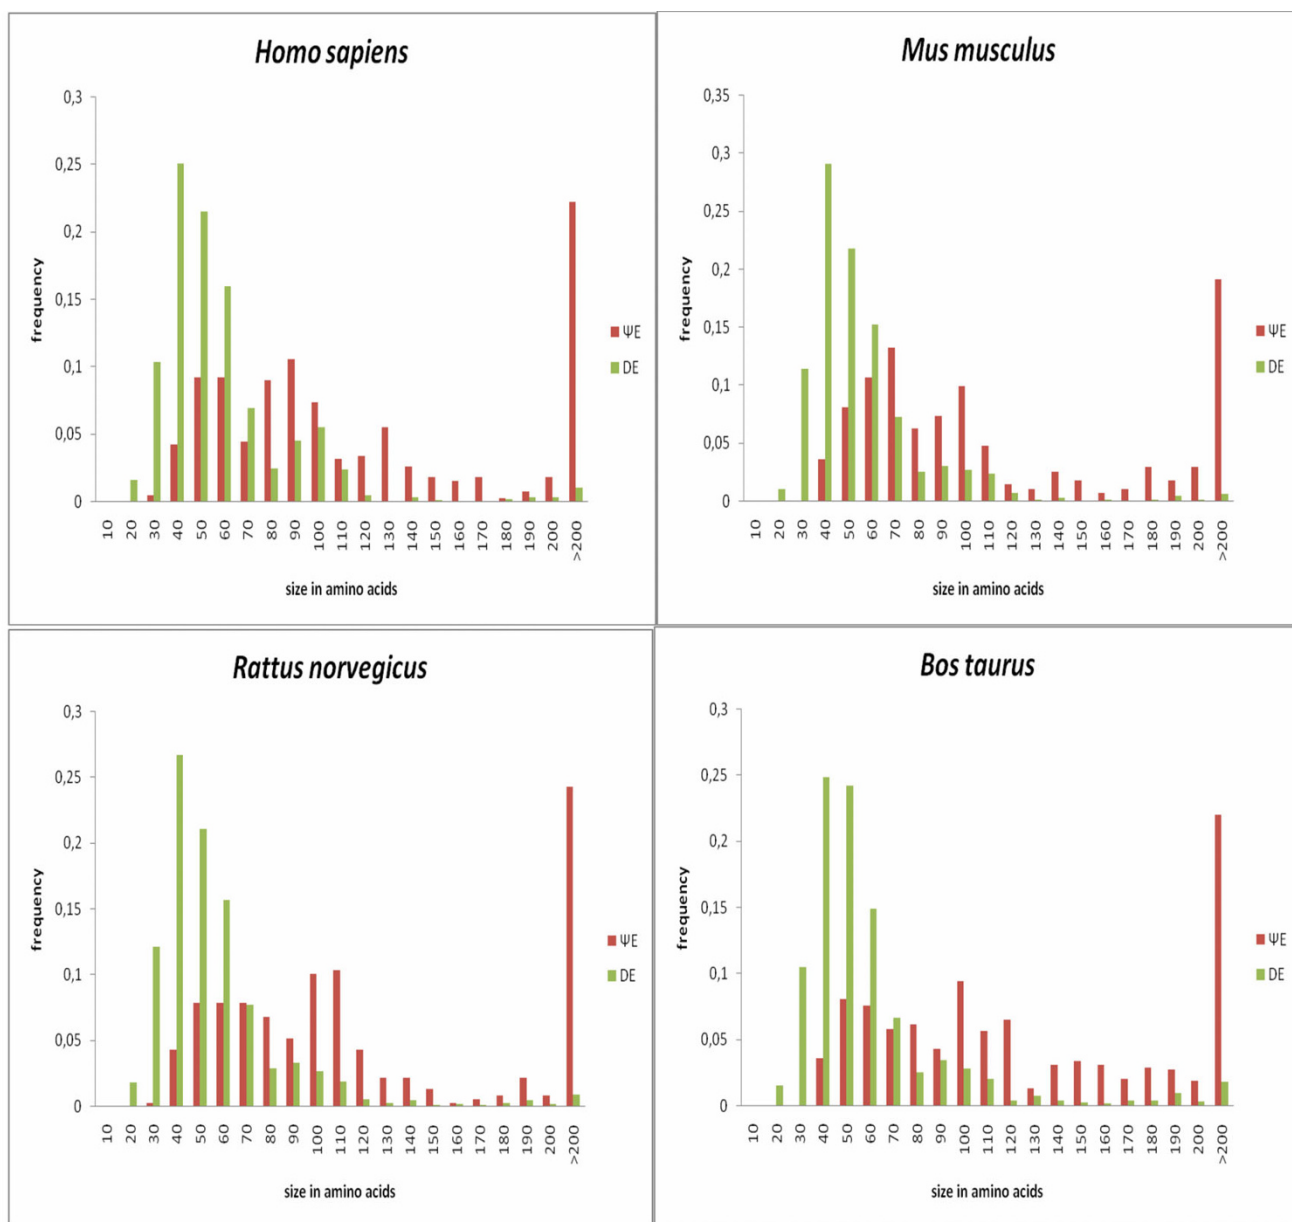 Homo sapiens
0,3
0,25
0,2
0,15
0,1
0,05
0
frequency
10 20 30 40 50 60 70 80 90 100 110 120 130 140 150 160 170 180 190 200 >200
size in amino acids
ΨE
DE
Mus musculus
0,35
0,3
0,25
0,2
0,15
0,1
0,05
0
frequency
10 20 30 40 50 60 70 80 90 100 110 120 130 140 150 160 170 180 190 200 >200
size in amino acids
ΨE
DE
Rattus norvegicus
0,3
0,25
0,2
0,15
0,1
0,05
0
frequency
10 20 30 40 50 60 70 80 90 100 110 120 130 140 150 160 170 180 190 200 >200
size in amino acids
ΨE
DE
Bos taurus
0,3
0,25
0,2
0,15
0,1
0,05
0
frequency
10 20 30 40 50 60 70 80 90 100 110 120 130 140 150 160 170 180 190 200 >200
size in amino acids
ΨE
DE